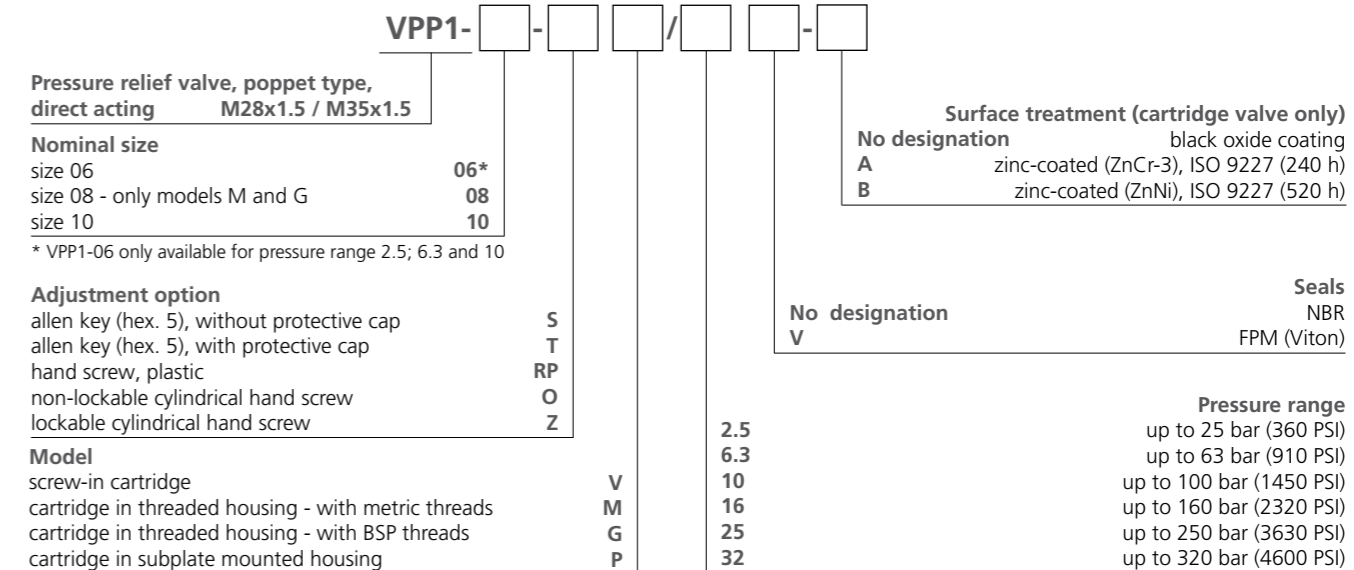 VPP1- - / -
Pressure relief valve, poppet type,
direct acting M28x1.5 / M35x1.5
Nominal size
size 06 06*
size 08 - only models M and G 08
size 10 10
* VPP1-06 only available for pressure range 2.5; 6.3 and 10
Adjustment option
allen key (hex. 5), without protective cap S
allen key (hex. 5), with protective cap T
hand screw, plastic RP
non-lockable cylindrical hand screw O
lockable cylindrical hand screw Z
Model
screw-in cartridge V
cartridge in threaded housing - with metric threads M
cartridge in threaded housing - with BSP threads G
cartridge in subplate mounted housing P
Surface treatment (cartridge valve only)
No designation black oxide coating
A zinc-coated (ZnCr-3), ISO 9227 (240 h)
B zinc-coated (ZnNi), ISO 9227 (520 h)
Seals
No designation NBR
V FPM (Viton)
Pressure range
2.5 up to 25 bar (360 PSI)
6.3 up to 63 bar (910 PSI)
10 up to 100 bar (1450 PSI)
16 up to 160 bar (2320 PSI)
25 up to 250 bar (3630 PSI)
32 up to 320 bar (4600 PSI)